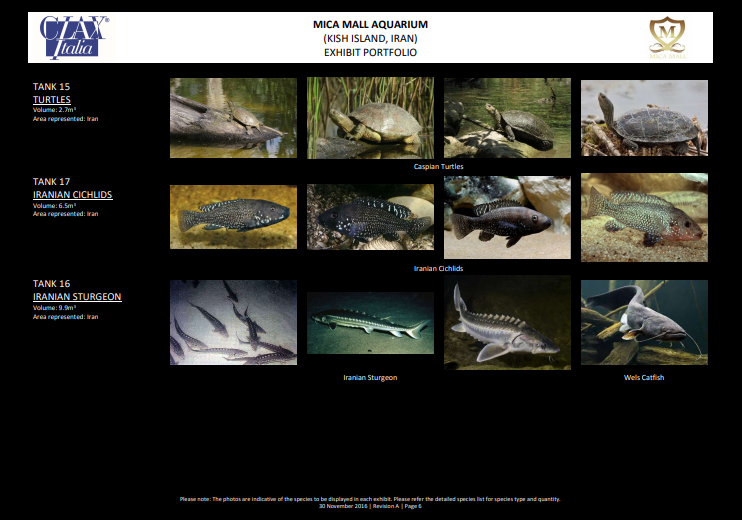 CLAX®
Italia
MICA MALL AQUARIUM
(KISH ISLAND, IRAN)
EXHIBIT PORTFOLIO
M
MICA MALL
TANK 15
TURTLES
Volume: 2.7m³
Area represented: Iran
Caspian Turtles
TANK 17
IRANIAN CICHLIDS
Volume: 6.5m³
Area represented: Iran
Iranian Cichlids
TANK 16
IRANIAN STURGEON
Volume: 9.9m³
Area represented: Iran
Iranian Sturgeon
Wels Catfish
Please note: The photos are indicative of the species to be displayed in each exhibit. Please refer the detailed species list for species type and quantity.
30 November 2016 | Revision A | Page 6